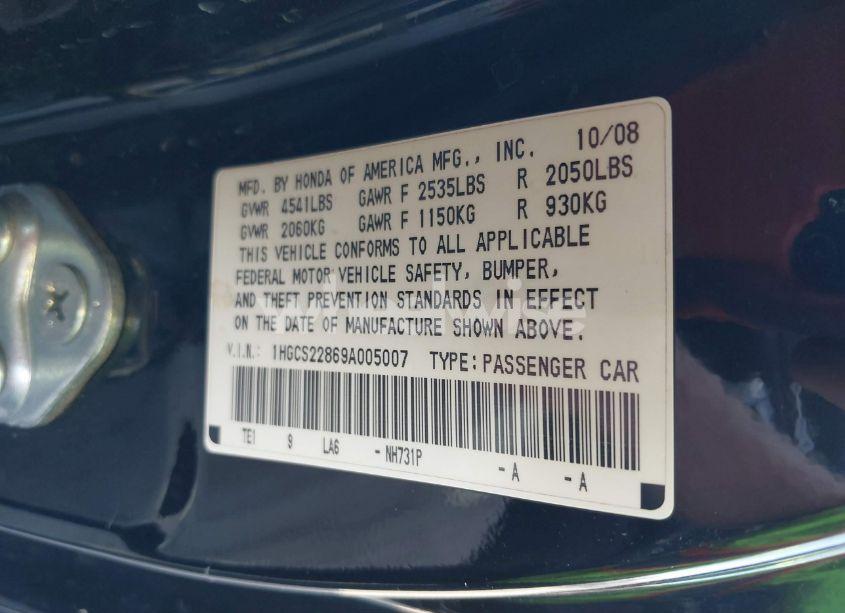 MFD. BY HONDA OF AMERICA MFG., INC. 10/08
GVWR 4541LBS GAWR F 2535LBS R 2050LBS
GVWR 2060KG GAWR F 1150KG R 930KG
THIS VEHICLE CONFORMS TO ALL APPLICABLE
FEDERAL MOTOR VEHICLE SAFETY, BUMPER,
AND THEFT PREVENTION STANDARDS IN EFFECT
ON THE DATE OF MANUFACTURE SHOWN ABOVE.
V.I.N.: 1HGCS22869A005007 TYPE: PASSENGER CAR
TE1 9 LA6 - NH731P - A - A